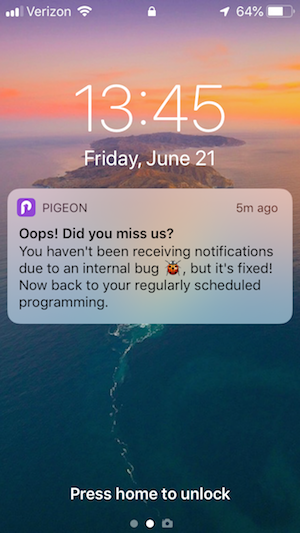 Verizon 64%
13:45
Friday, June 21
PIGEON 5m ago
Oops! Did you miss us?
You haven't been receiving notifications
due to an internal bug 🐞, but it's fixed!
Now back to your regularly scheduled
programming.
Press home to unlock